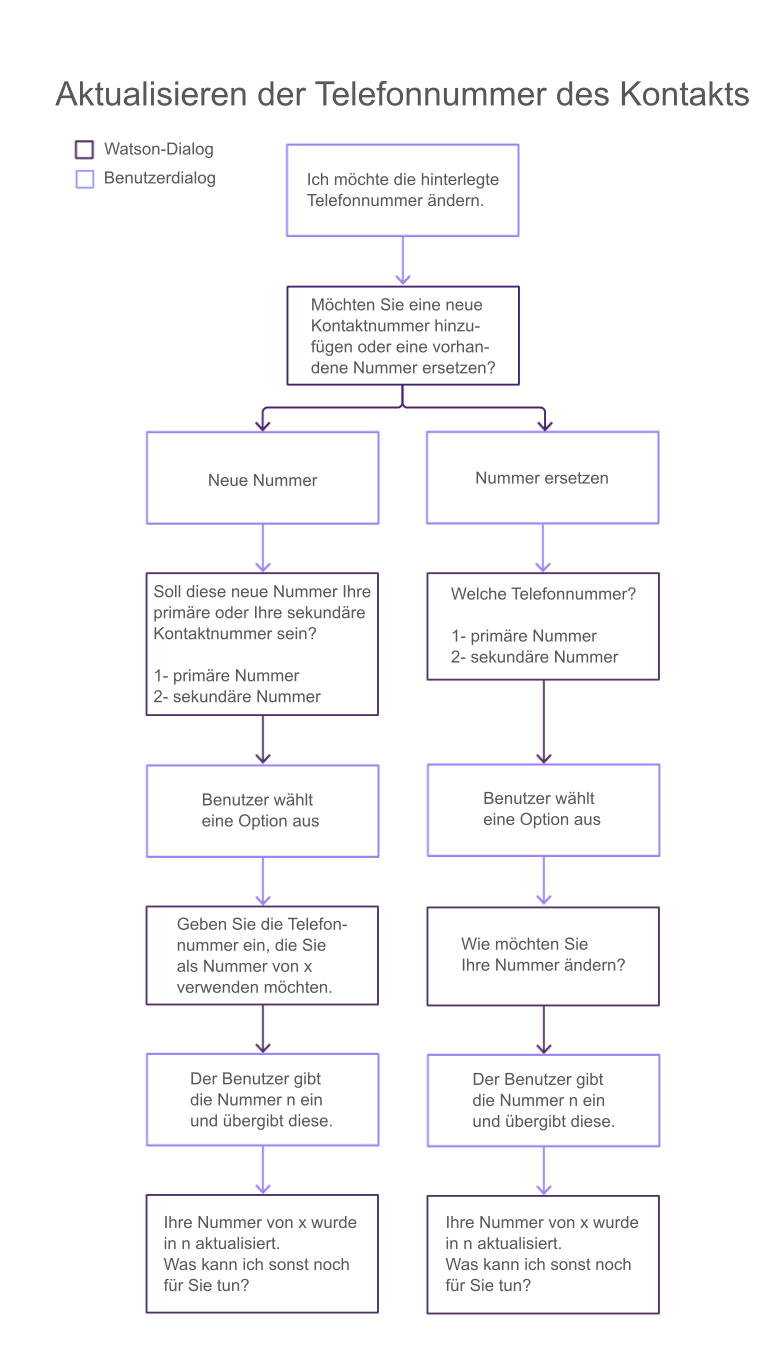 Aktualisieren der Telefonnummer des Kontakts
Watson-Dialog
Benutzerdialog
Ich möchte die hinterlegte
Telefonnummer ändern.
Möchten Sie eine neue
Kontaktnummer hinzu-
fügen oder eine vorhan-
dene Nummer ersetzen?
Neue Nummer
Nummer ersetzen
Soll diese neue Nummer Ihre
primäre oder Ihre sekundäre
Kontaktnummer sein?
1- primäre Nummer
2- sekundäre Nummer
Welche Telefonnummer?
1- primäre Nummer
2- sekundäre Nummer
Benutzer wählt
eine Option aus
Benutzer wählt
eine Option aus
Geben Sie die Telefon-
nummer ein, die Sie
als Nummer von x
verwenden möchten.
Wie möchten Sie
Ihre Nummer ändern?
Der Benutzer gibt
die Nummer n ein
und übergibt diese.
Der Benutzer gibt
die Nummer n ein
und übergibt diese.
Ihre Nummer von x wurde
in n aktualisiert.
Was kann ich sonst noch
für Sie tun?
Ihre Nummer von x wurde
in n aktualisiert.
Was kann ich sonst noch
für Sie tun?